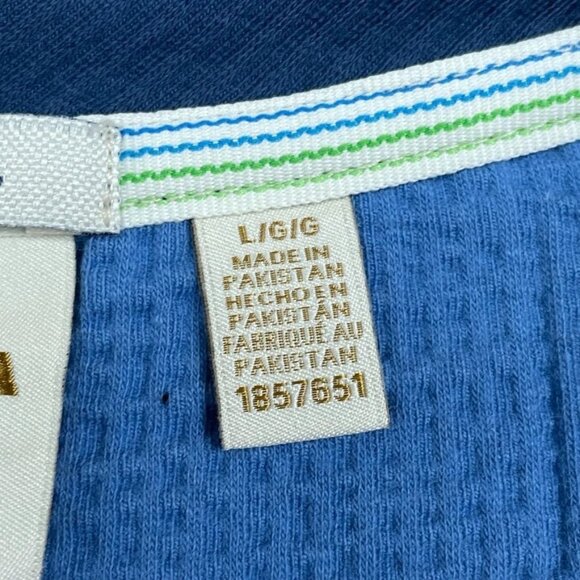 L/G/G
MADE IN
PAKISTAN
HECHO EN
PAKISTÁN
FABRIQUÉ AU
PAKISTAN
1857651